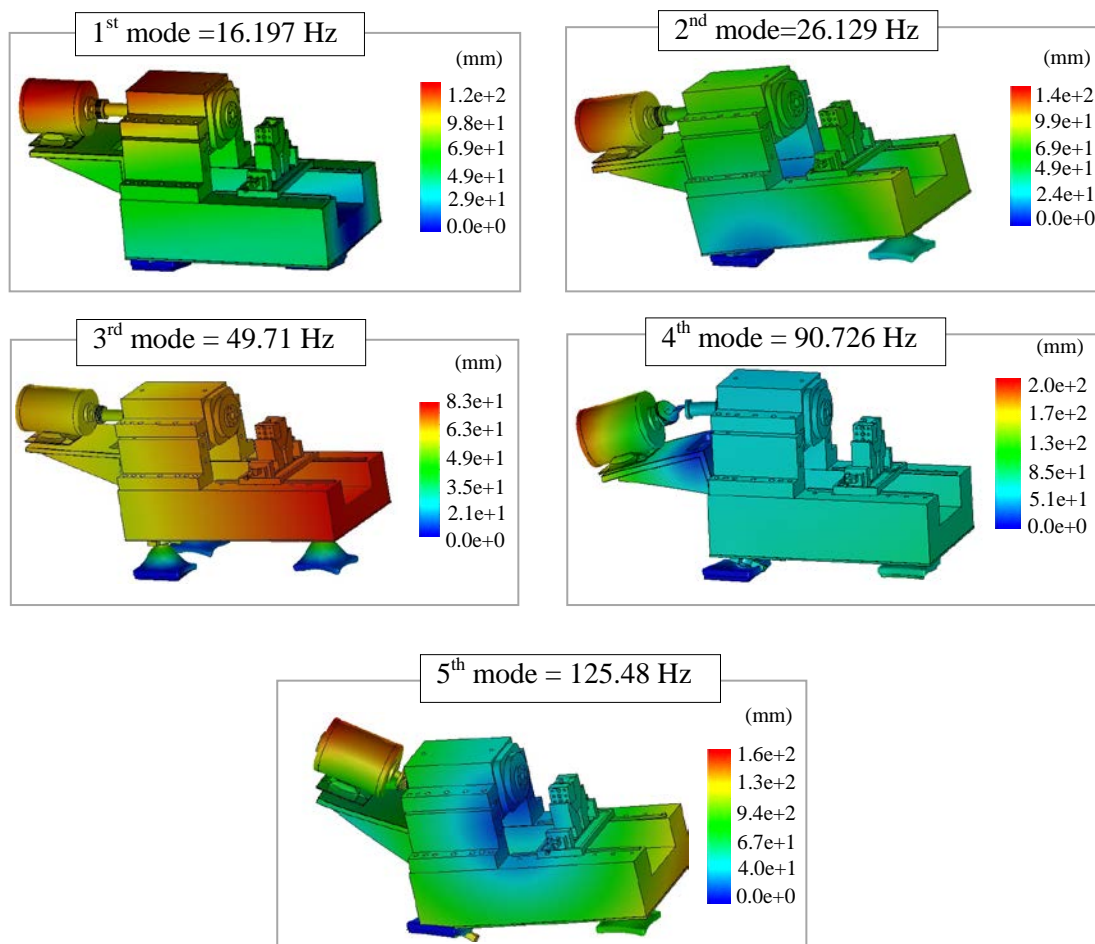 1st mode =16.197 Hz
(mm)
1.2e+2
9.8e+1
6.9e+1
4.9e+1
2.9e+1
0.0e+0
2nd mode=26.129 Hz
(mm)
1.4e+2
9.9e+1
6.9e+1
4.9e+1
2.4e+1
0.0e+0
3rd mode = 49.71 Hz
(mm)
8.3e+1
6.3e+1
4.9e+1
3.5e+1
2.1e+1
0.0e+0
4th mode = 90.726 Hz
(mm)
2.0e+2
1.7e+2
1.3e+2
8.5e+1
5.1e+1
0.0e+0
5th mode = 125.48 Hz
(mm)
1.6e+2
1.3e+2
9.4e+2
6.7e+1
4.0e+1
0.0e+0